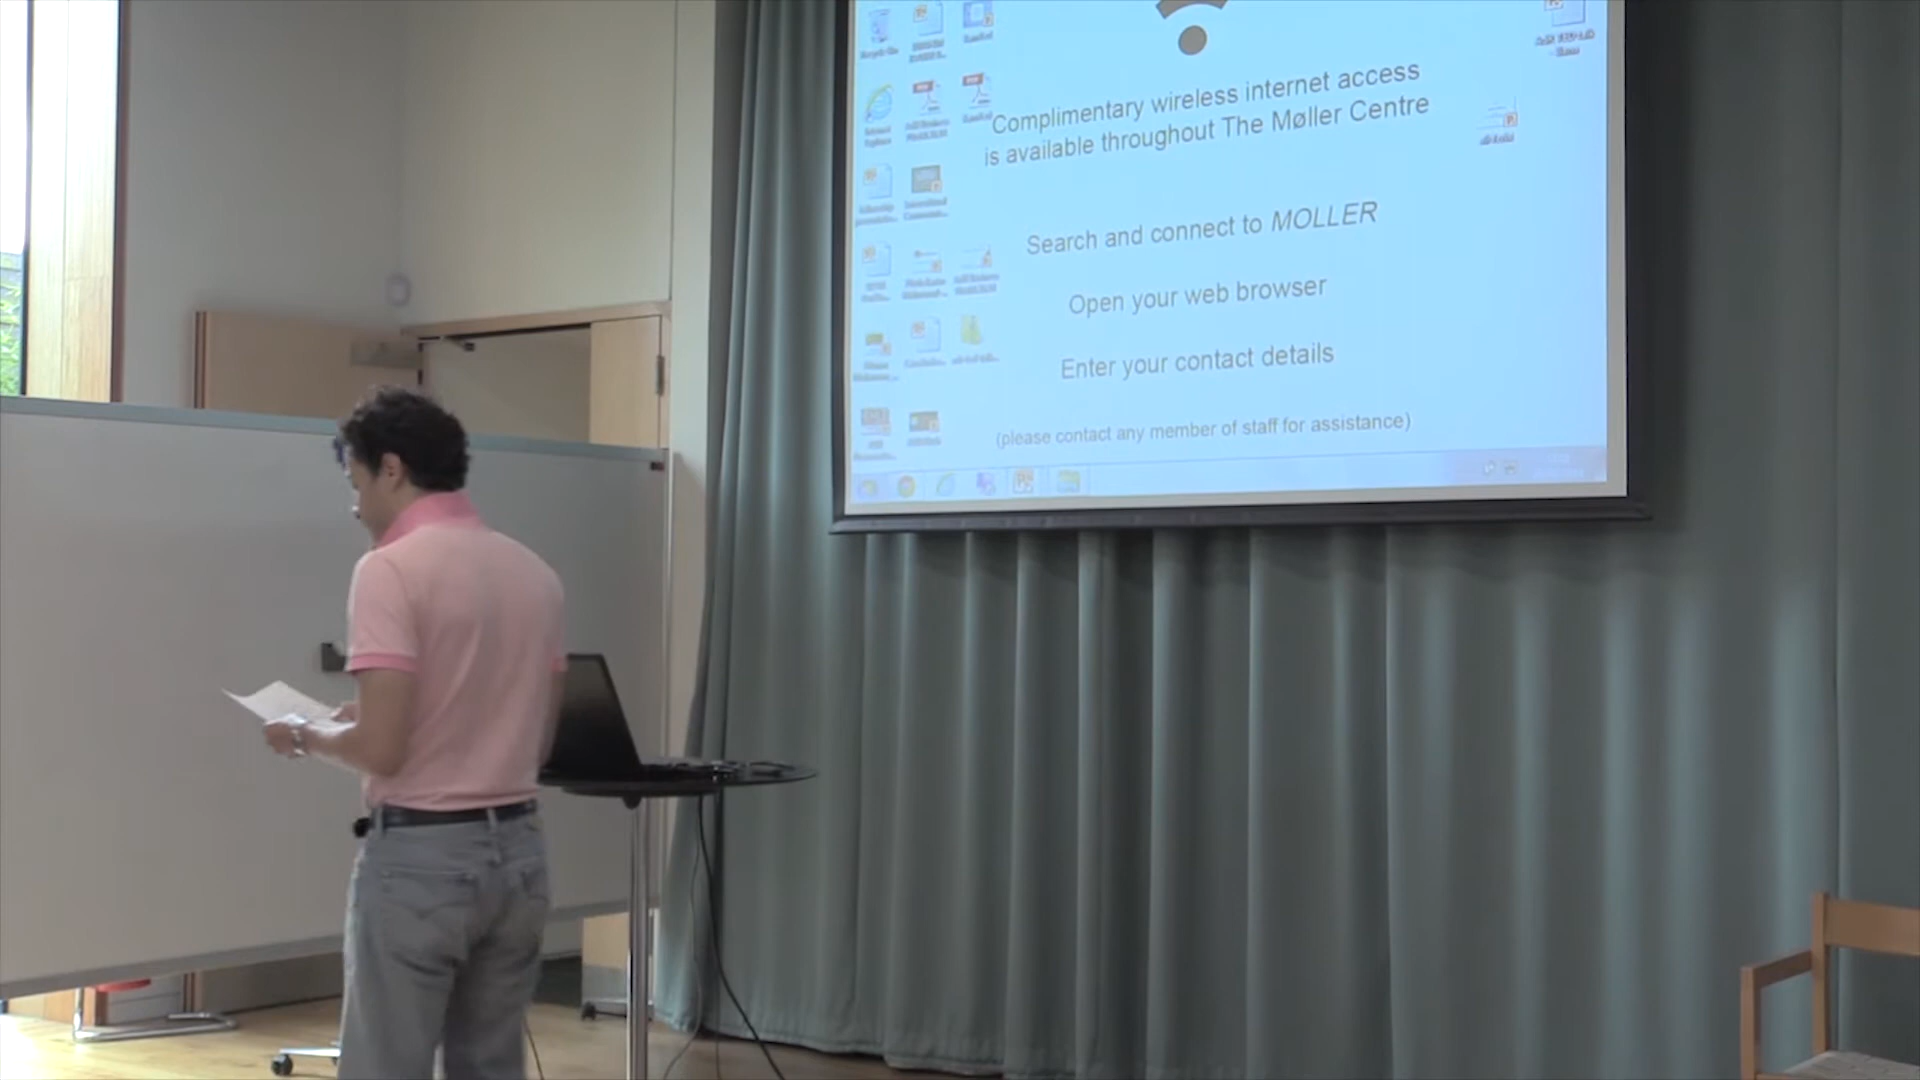 Complimentary wireless internet access
is available throughout The Møller Centre
Search and connect to MOLLER
Open your web browser
Enter your contact details
(please contact any member of staff for assistance)